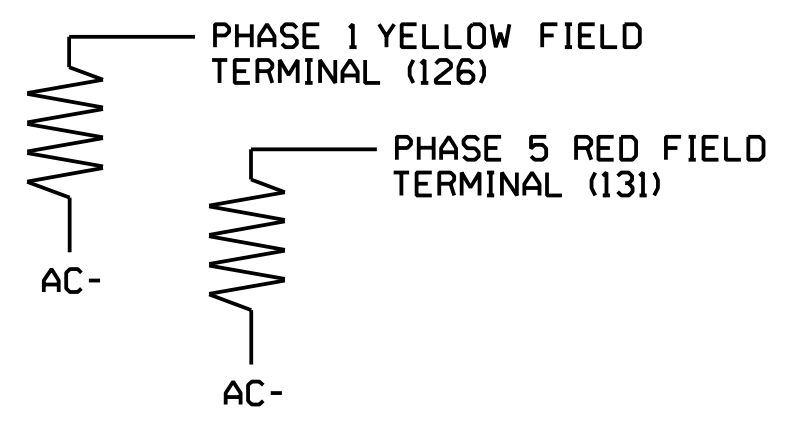 PHASE 1 YELLOW FIELD
TERMINAL (126)
PHASE 5 RED FIELD
TERMINAL (131)
AC-
AC-